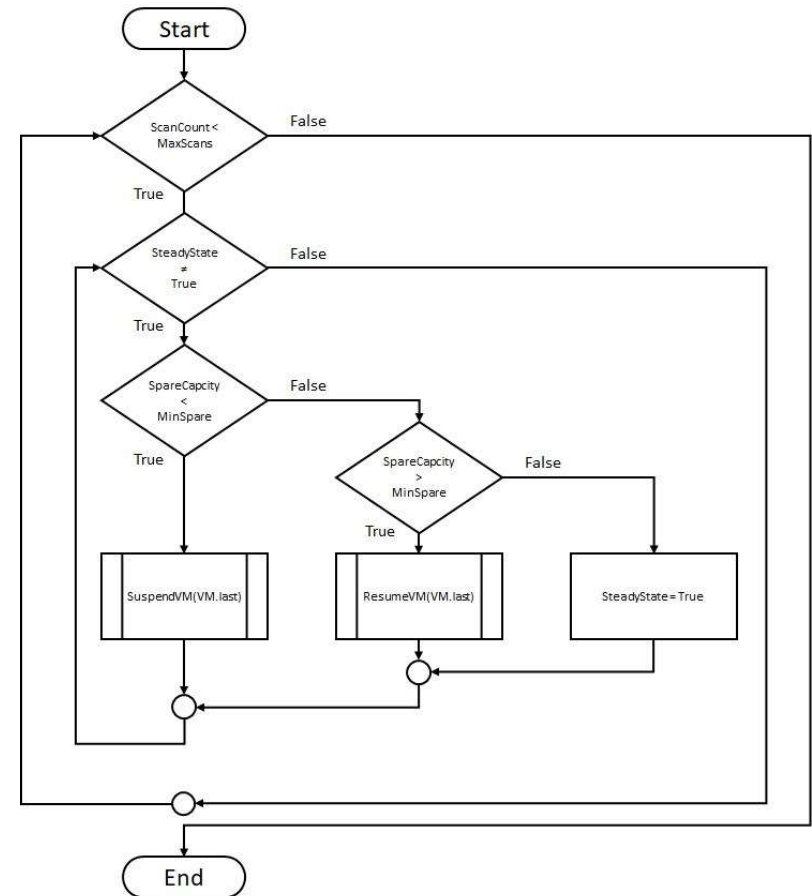 Start
ScanCount <
MaxScans
False
True
SteadyState
≠
True
False
True
SpareCapcity
<
MinSpare
False
True
SpareCapcity
>
MinSpare
False
True
SuspendVM(VM.last)
ResumeVM(VM.last)
SteadyState = True
End